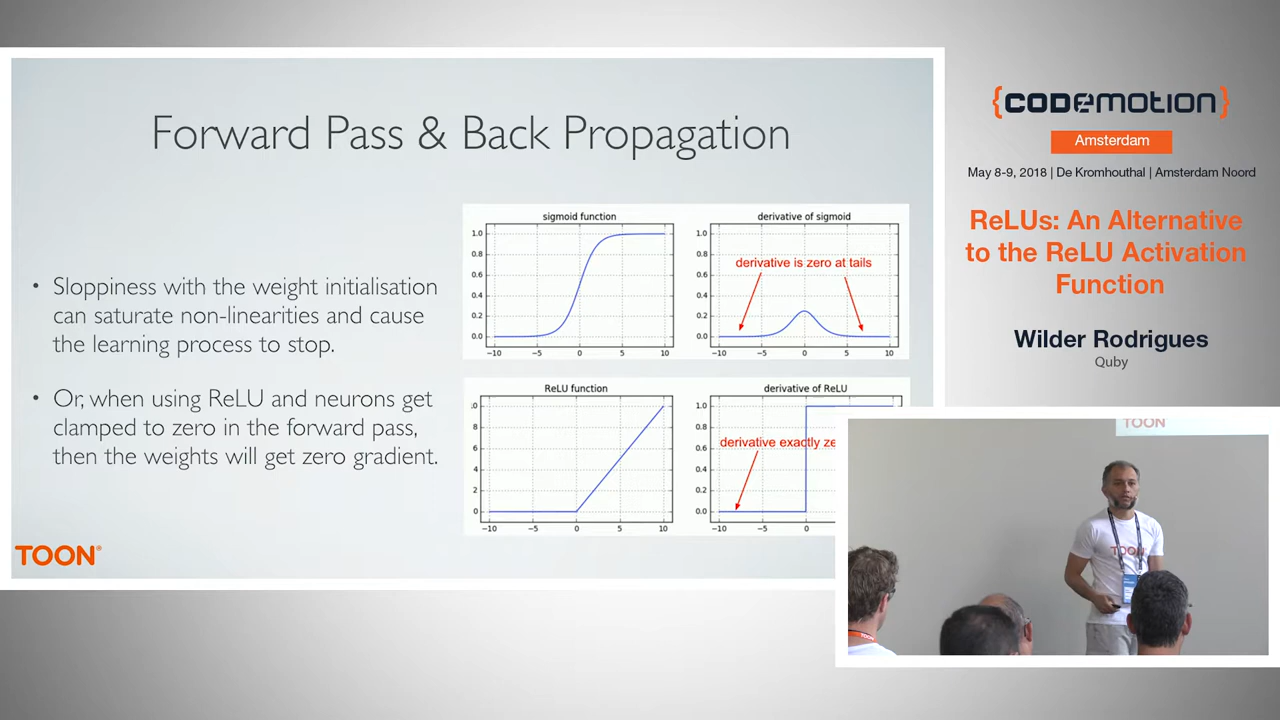 Forward Pass & Back Propagation
• Sloppiness with the weight initialisation
can saturate non-linearities and cause
the learning process to stop.
• Or, when using ReLU and neurons get
clamped to zero in the forward pass,
then the weights will get zero gradient.
TOON®
sigmoid function
1.0
0.8
0.6
0.4
0.2
0.0
−10 −5 0 5 10
derivative of sigmoid
1.0
0.8
derivative is zero at tails
0.6
0.4
0.2
0.0
−10 −5 0 5 10
ReLU function
.0
8
6
4
2
0
−10 −5 0 5 10
derivative of ReLU
1.0
0.8
derivative exactly ze
0.6
0.4
0.2
0.0
−10 −5 0
{CODEMOTION}
Amsterdam
May 8-9, 2018 | De Kromhouthal | Amsterdam Noord
ReLUs: An Alternative
to the ReLU Activation
Function
Wilder Rodrigues
Quby
TOON
TOON